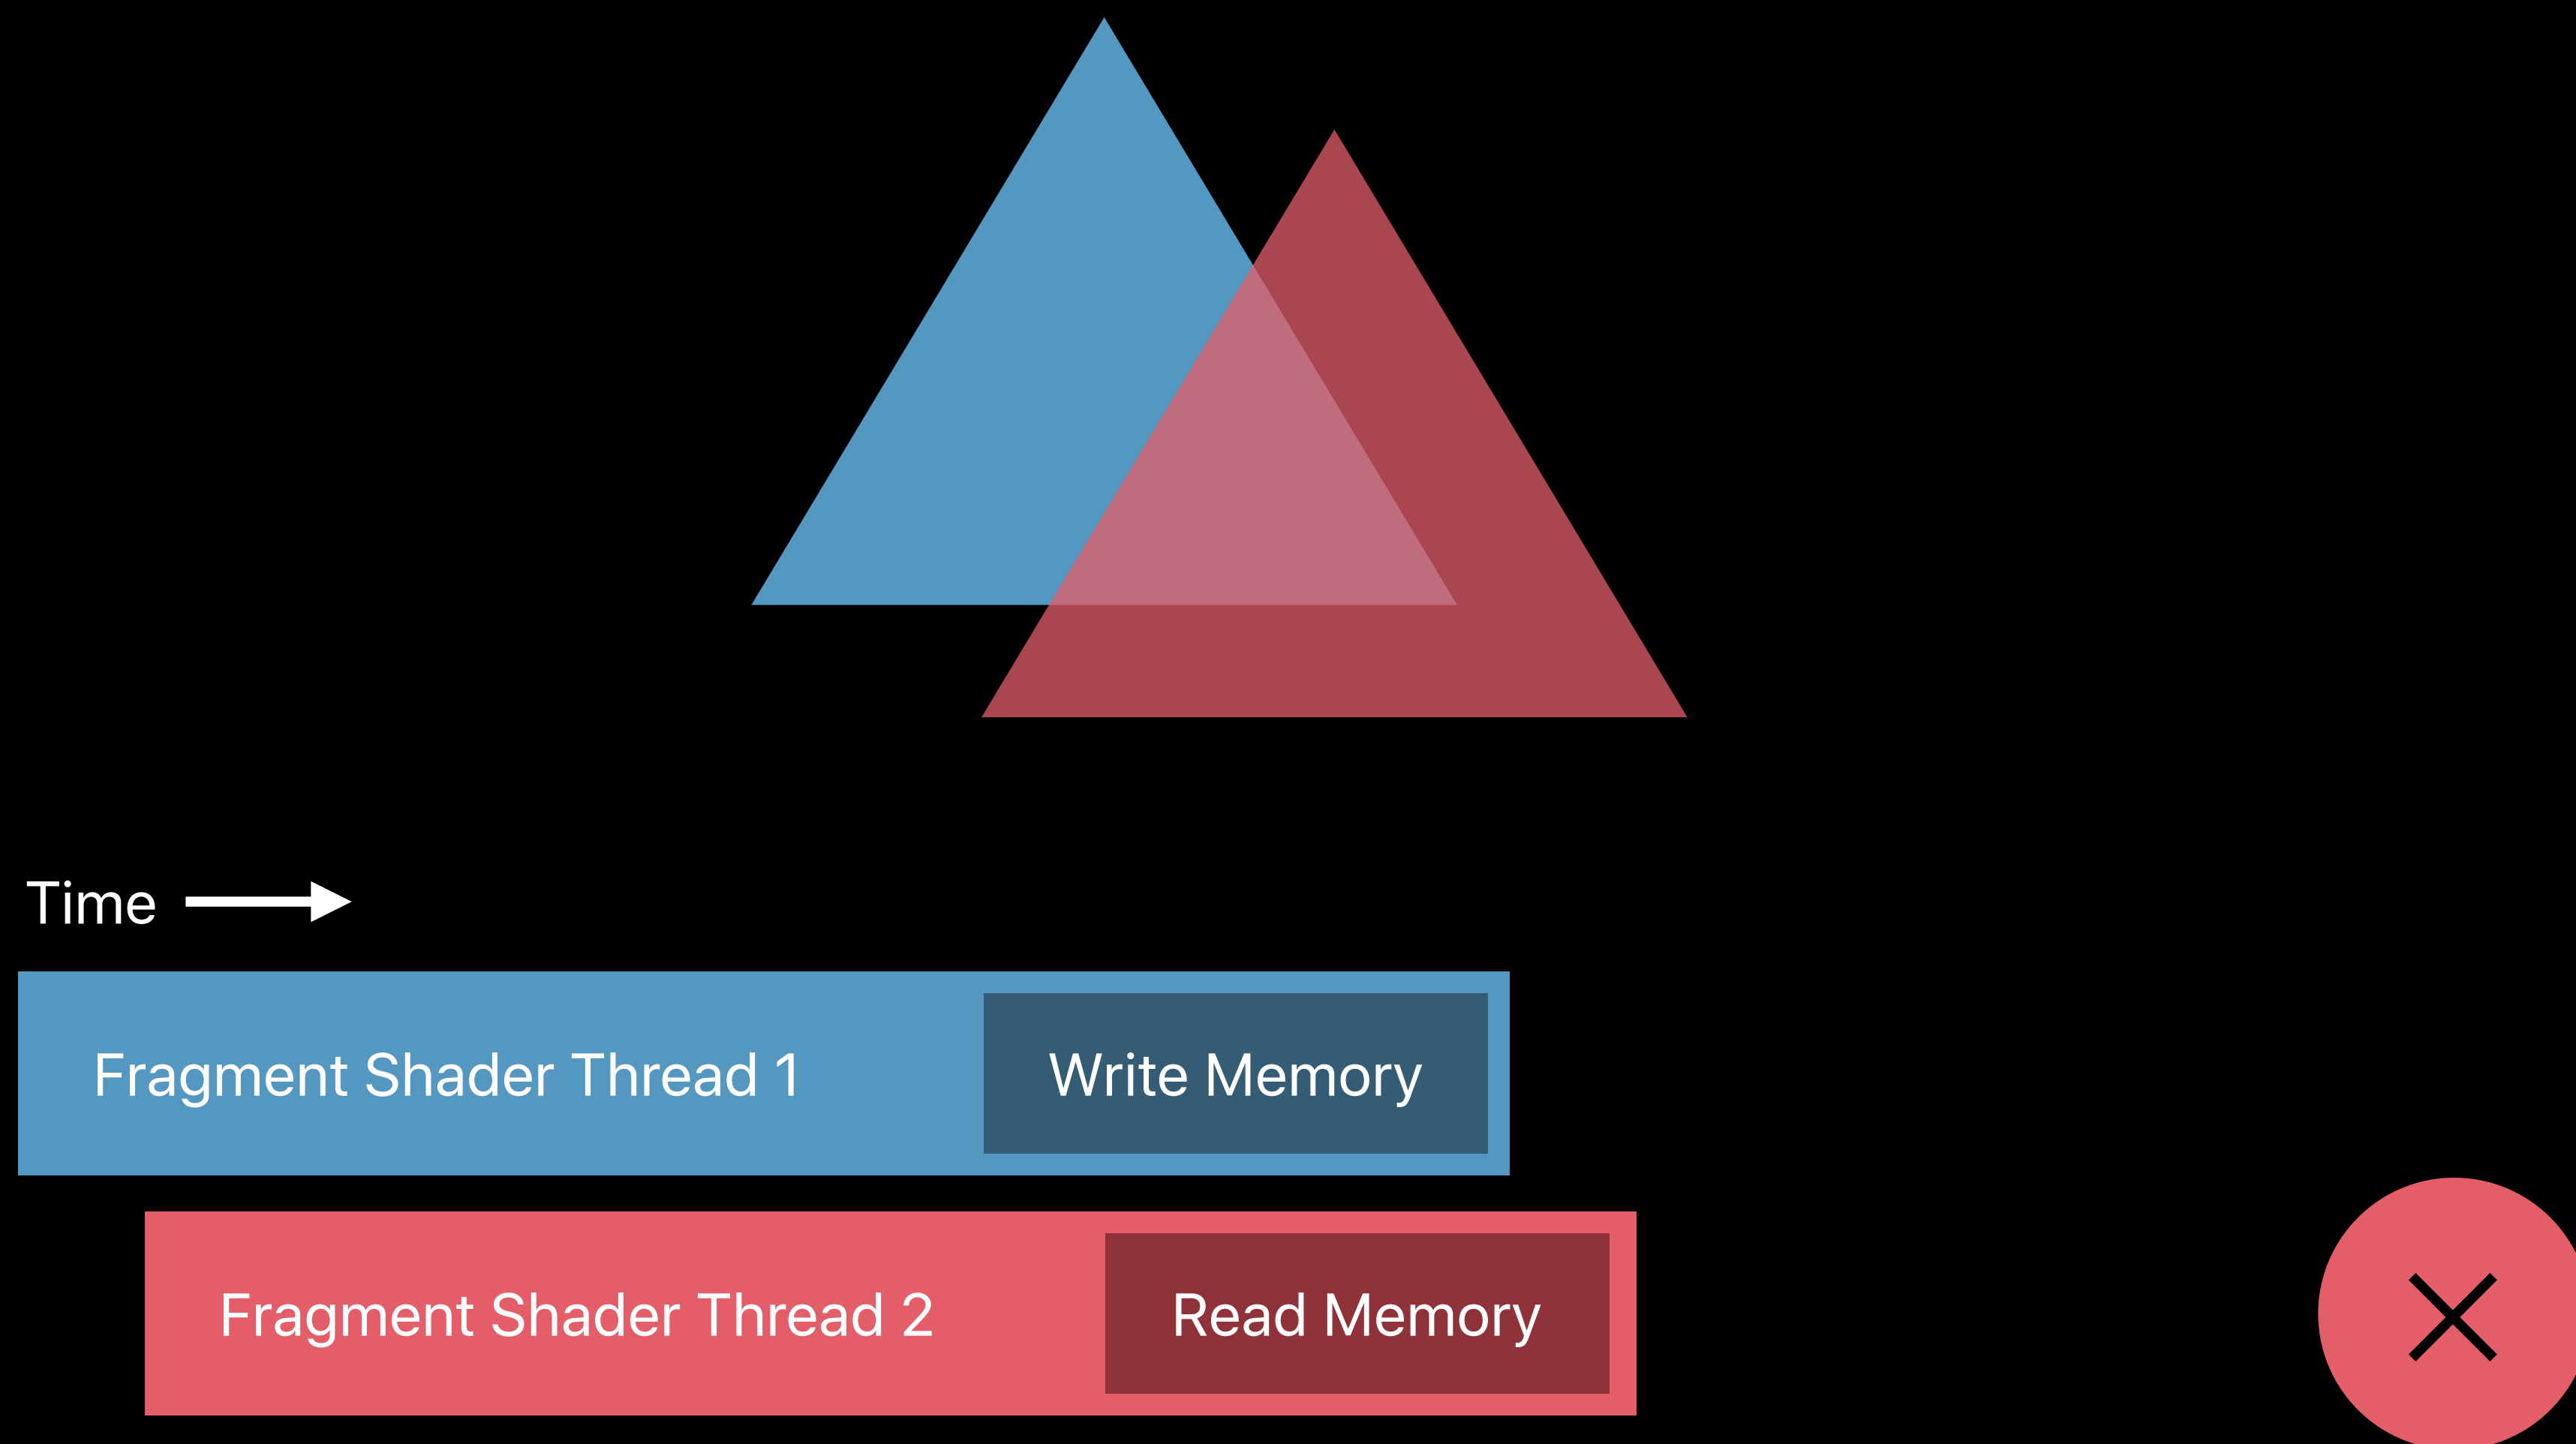 Time
Fragment Shader Thread 1
Write Memory
Fragment Shader Thread 2
Read Memory